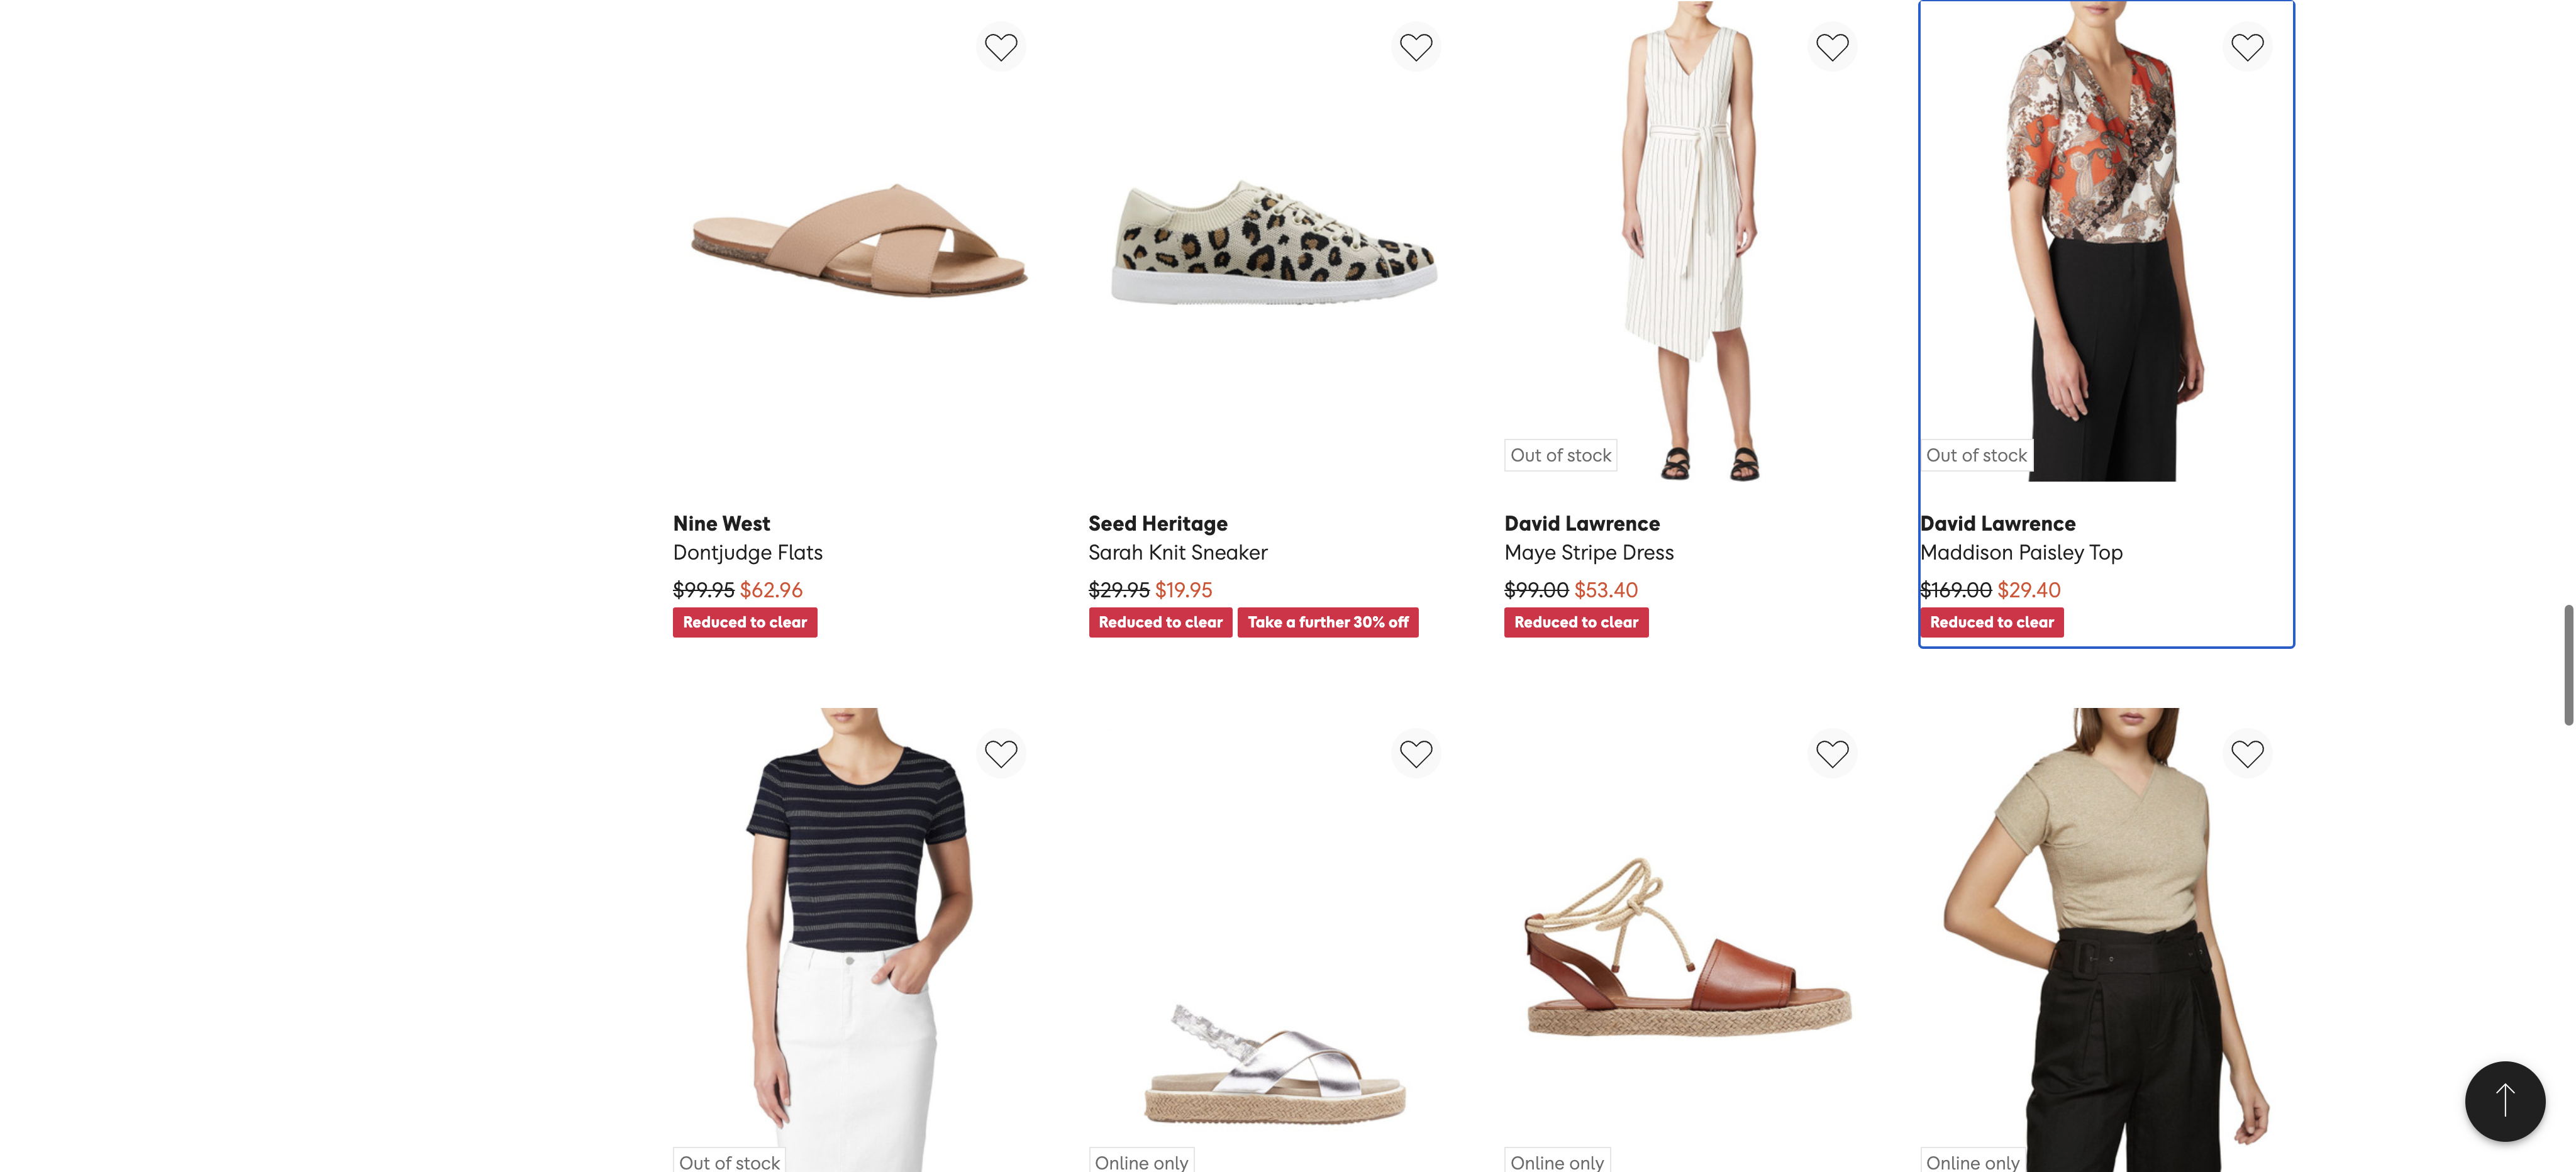 Out of stock
Out of stock
Nine West
Dontjudge Flats
$99.95 $62.96
Reduced to clear
Seed Heritage
Sarah Knit Sneaker
$29.95 $19.95
Reduced to clear Take a further 30% off
David Lawrence
Maye Stripe Dress
$99.00 $53.40
Reduced to clear
David Lawrence
Maddison Paisley Top
$169.00 $29.40
Reduced to clear
Out of stock
Online only
Online only
Online only